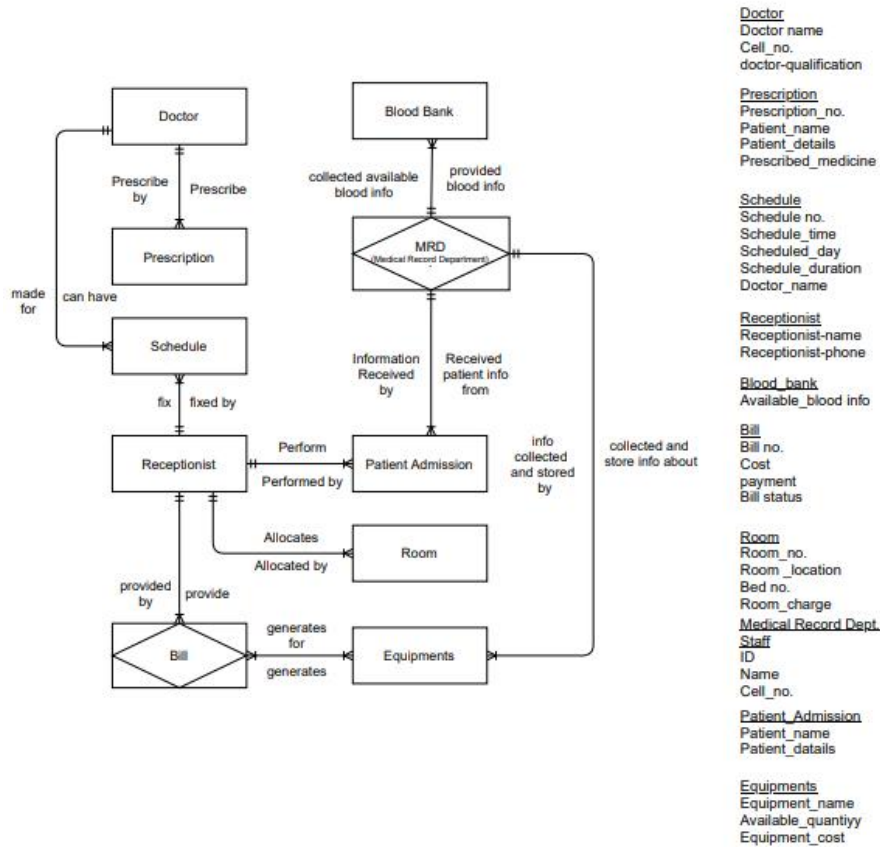 Doctor
Blood Bank
Prescribe
by
Prescribe
collected available
blood info
provided
blood info
Prescription
MRD
(Medical Record Department)
made
for
can have
Schedule
Information
Received
by
Received
patient info
from
fix
fixed by
Receptionist
Perform
Performed by
Patient Admission
info
collected
and stored
by
collected and
store info about
Allocates
Allocated by
Room
provided
by
provide
Bill
generates
for
generates
Equipments
Doctor
Doctor name
Cell_no.
doctor-qualification
Prescription
Prescription_no.
Patient_name
Patient_details
Prescribed_medicine
Schedule
Schedule no.
Schedule_time
Scheduled_day
Schedule_duration
Doctor_name
Receptionist
Receptionist-name
Receptionist-phone
Blood_bank
Available_blood info
Bill
Bill no.
Cost
payment
Bill status
Room
Room_no.
Room _location
Bed no.
Room_charge
Medical Record Dept.
Staff
ID
Name
Cell_no.
Patient_Admission
Patient_name
Patient_datails
Equipments
Equipment_name
Available_quantiyy
Equipment_cost